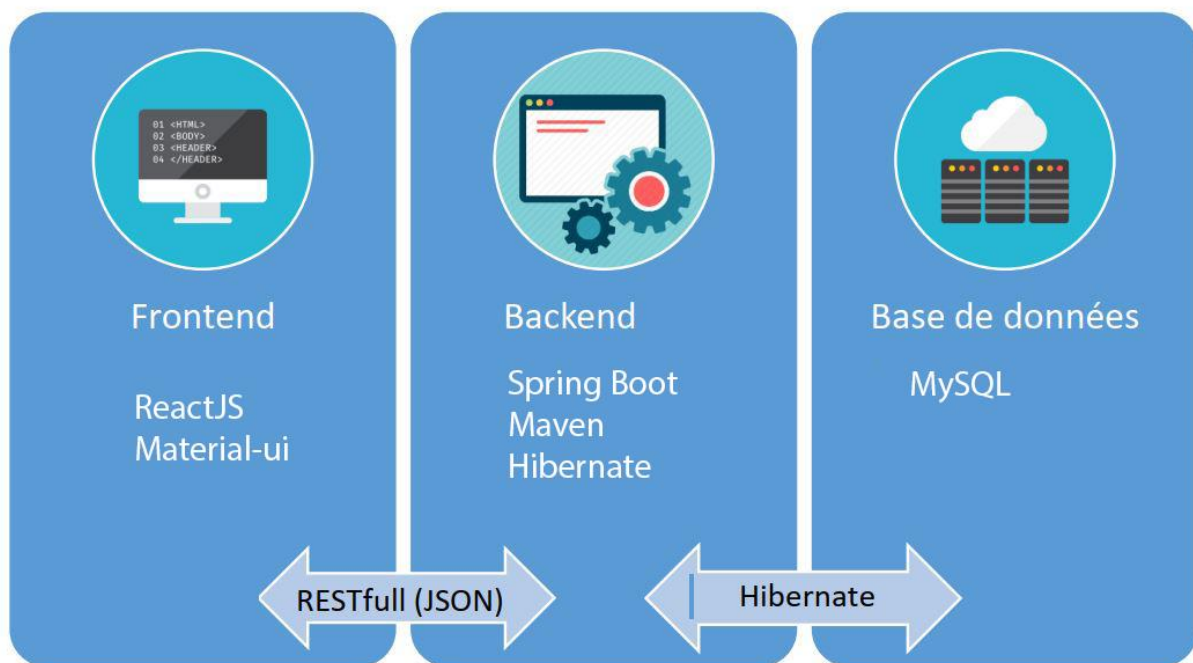 01 <HTML>
02 <BODY>
03 <HEADER>
04 </HEADER>
Frontend
ReactJS
Material-ui
Backend
Spring Boot
Maven
Hibernate
Base de données
MySQL
RESTfull (JSON)
Hibernate